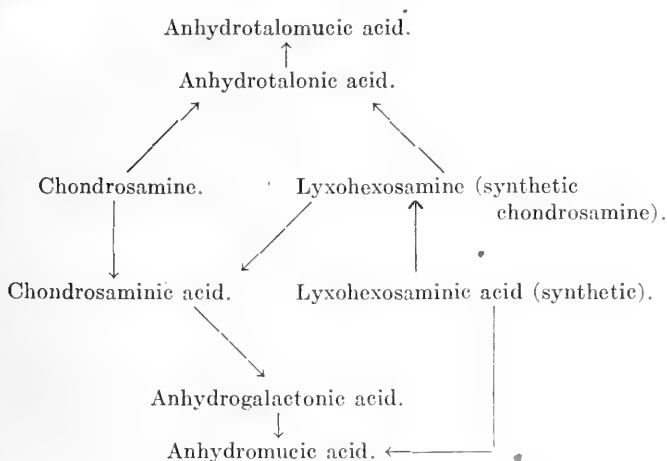 Anhydrotalomucic acid.
Anhydrotalonic acid.
Chondrosamine. Lyxohexosamine (synthetic
chondrosamine).
Chondrosaminic acid. Lyxohexosaminic acid (synthetic).
Anhydrogalactonic acid.
Anhydromucic acid.